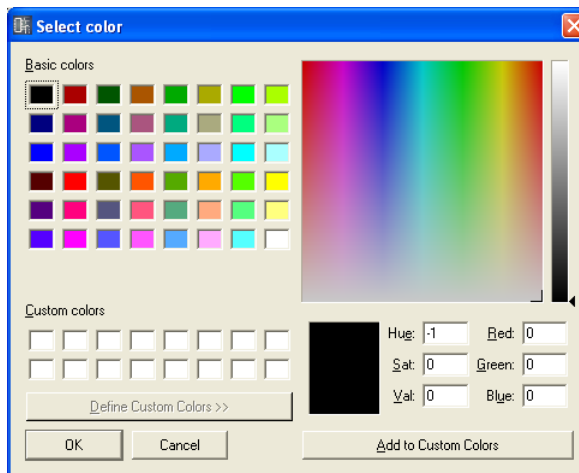 Select color
Basic colors
Custom colors
Define Custom Colors >>
OK Cancel
Hue: -1 Red: 0
Sat: 0 Green: 0
Val: 0 Blue: 0
Add to Custom Colors